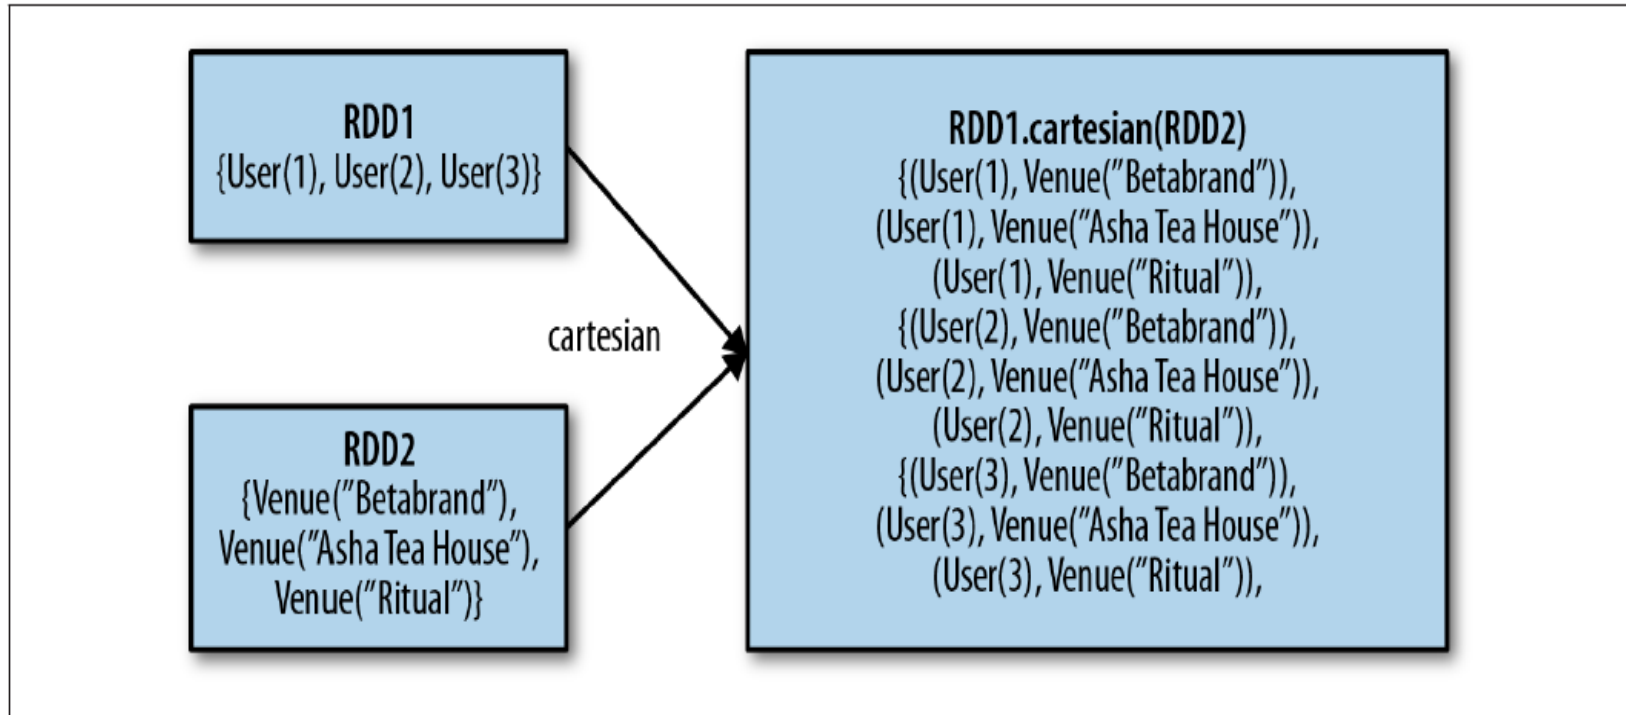 RDD1
{User(1), User(2), User(3)}
cartesian
RDD2
{Venue("Betabrand"),
Venue("Asha Tea House"),
Venue("Ritual")}
RDD1.cartesian(RDD2)
{(User(1), Venue("Betabrand")),
(User(1), Venue("Asha Tea House")),
(User(1), Venue("Ritual")),
{(User(2), Venue("Betabrand")),
(User(2), Venue("Asha Tea House")),
(User(2), Venue("Ritual")),
{(User(3), Venue("Betabrand")),
(User(3), Venue("Asha Tea House")),
(User(3), Venue("Ritual")),